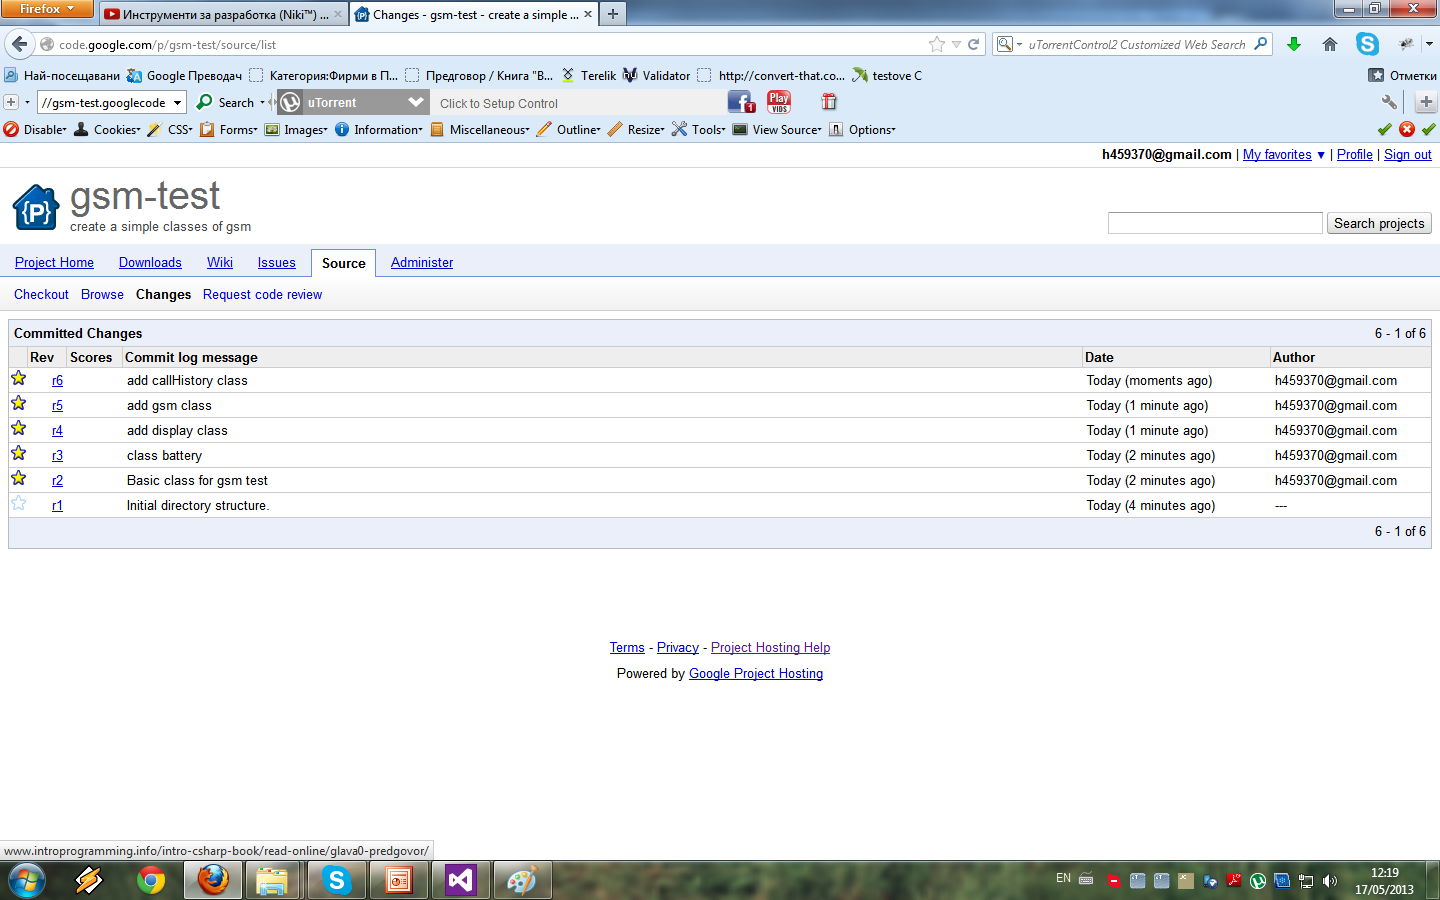 Firefox
Инструменти за разработка (Niki™) ...
Changes - gsm-test - create a simple ...
code.google.com/p/gsm-test/source/list
uTorrentControl2 Customized Web Search
Най-посещавани Google Преводач Категория:Фирми в П... Предговор / Книга "В... Terelik Validator http://convert-that.co... testove C Отметки
//gsm-test.googlecode Search uTorrent Click to Setup Control 1 Play VIDS
Disable Cookies CSS Forms Images Information Miscellaneous Outline Resize Tools View Source Options
h459370@gmail.com | My favorites ▼ | Profile | Sign out
gsm-test
create a simple classes of gsm
Search projects
Project Home Downloads Wiki Issues Source Administer
Checkout Browse Changes Request code review
Committed Changes 6 - 1 of 6
Rev Scores Commit log message Date Author
r6 add callHistory class Today (moments ago) h459370@gmail.com
r5 add gsm class Today (1 minute ago) h459370@gmail.com
r4 add display class Today (1 minute ago) h459370@gmail.com
r3 class battery Today (2 minutes ago) h459370@gmail.com
r2 Basic class for gsm test Today (2 minutes ago) h459370@gmail.com
r1 Initial directory structure. Today (4 minutes ago) ---
6 - 1 of 6
Terms - Privacy - Project Hosting Help
Powered by Google Project Hosting
www.introprogramming.info/intro-csharp-book/read-online/glava0-predgovor/
EN
12:19
17/05/2013